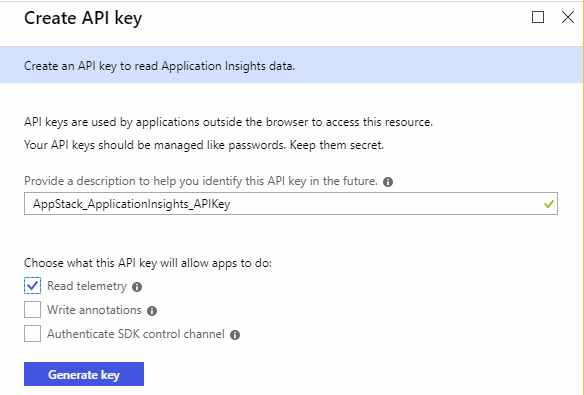 Create API key
Create an API key to read Application Insights data.
API keys are used by applications outside the browser to access this resource.
Your API keys should be managed like passwords. Keep them secret.
Provide a description to help you identify this API key in the future.
AppStack_ApplicationInsights_APIKey
Choose what this API key will allow apps to do:
Read telemetry
Write annotations
Authenticate SDK control channel
Generate key